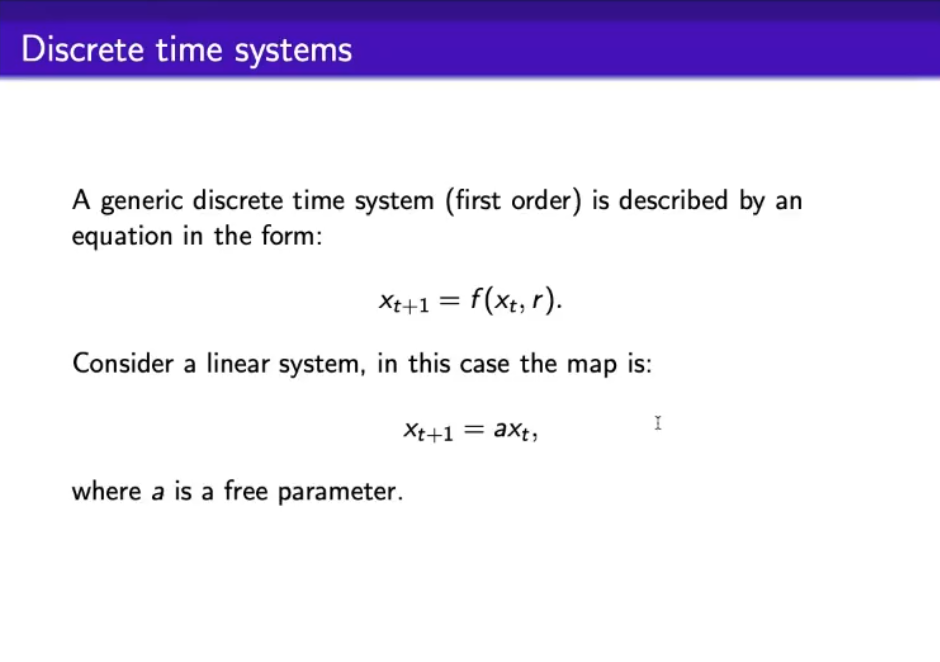 Discrete time systems
A generic discrete time system (first order) is described by an
equation in the form:
x_{t+1} = f(x_t, r).
Consider a linear system, in this case the map is:
x_{t+1} = ax_t,
where a is a free parameter.